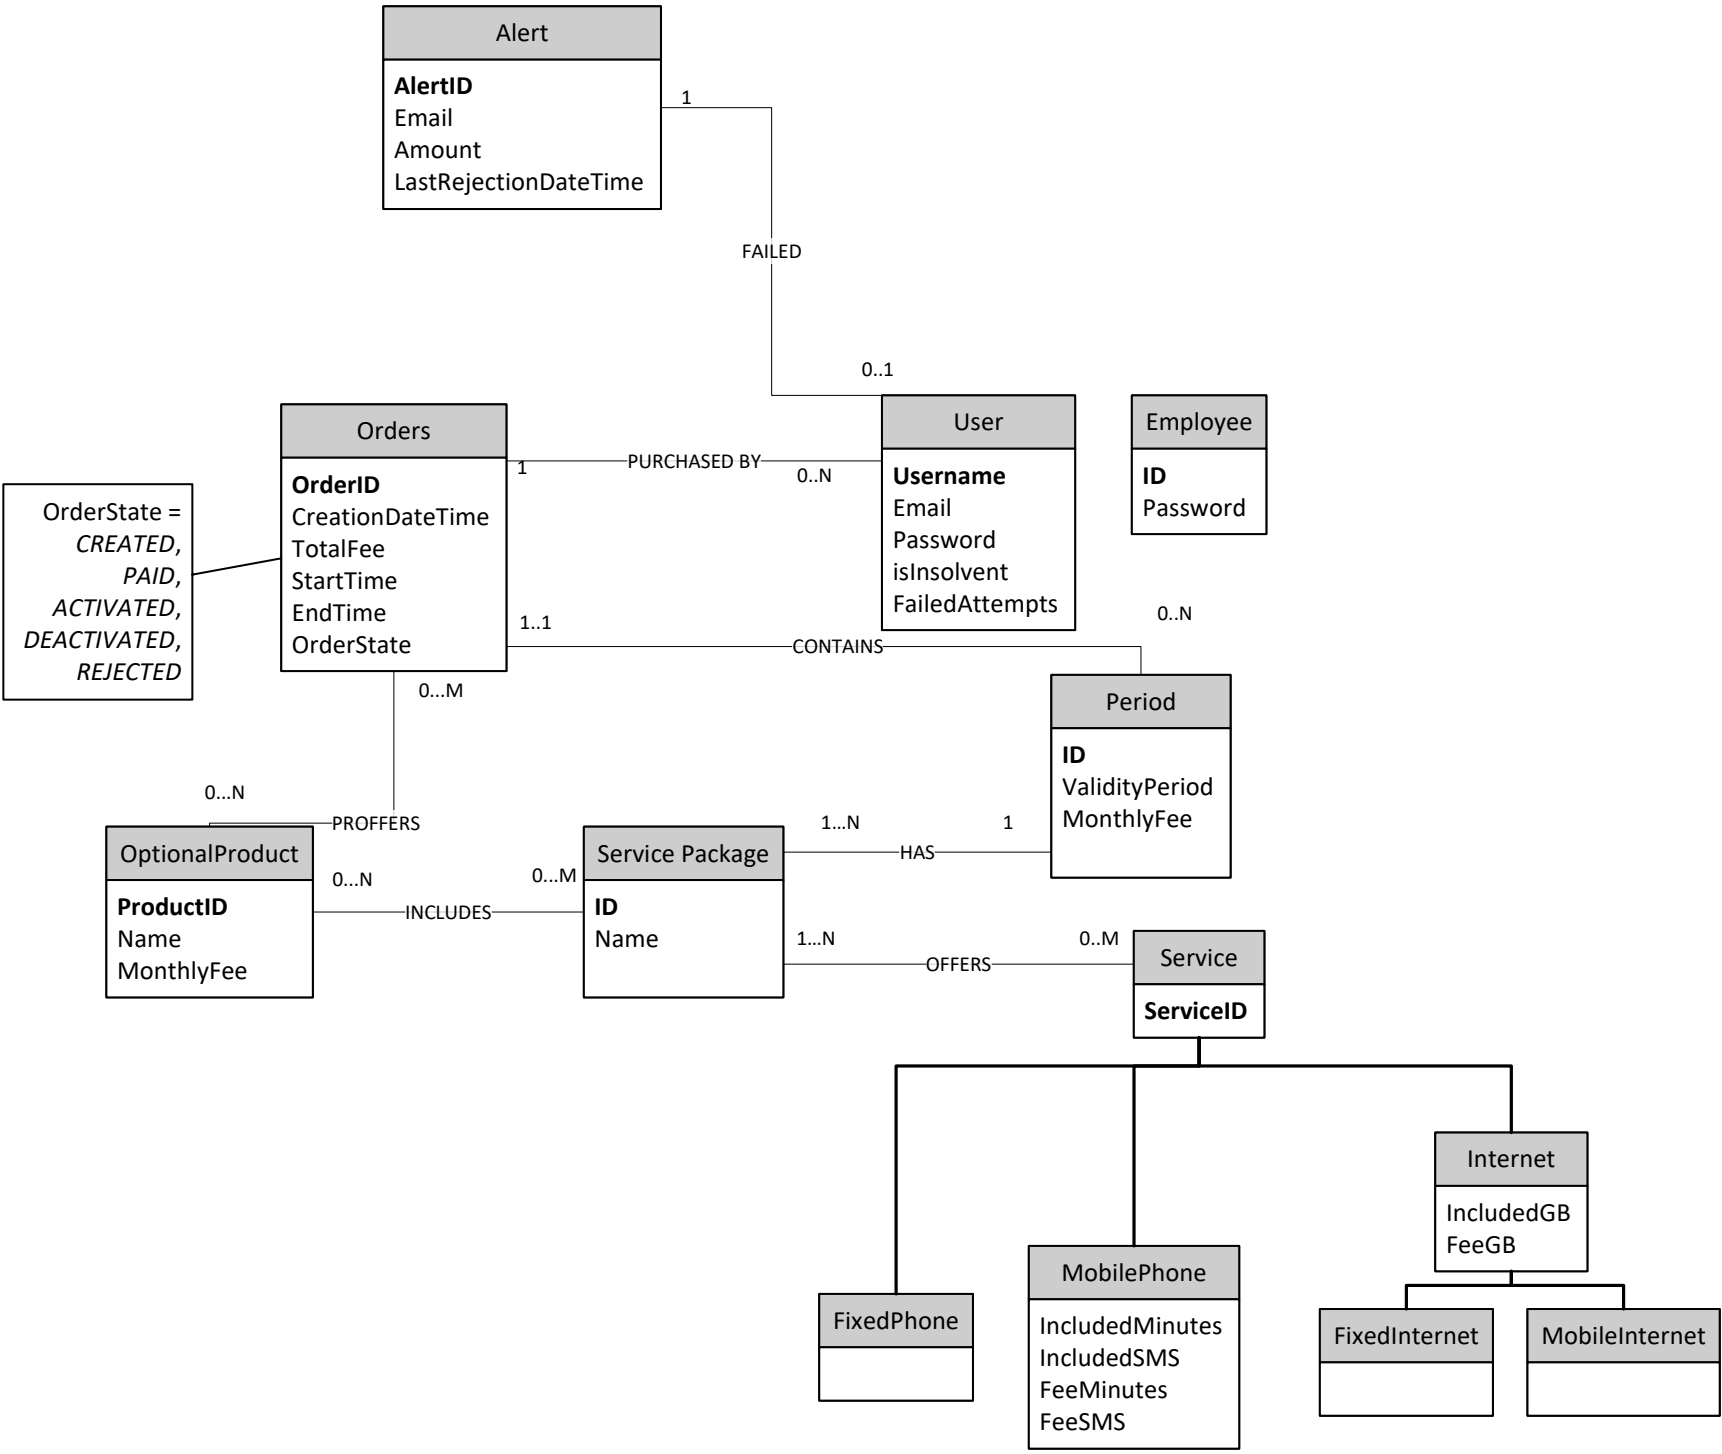 Alert
AlertID
Email
Amount
LastRejectionDateTime
1
FAILED
0..1
Orders
OrderID
CreationDateTime
TotalFee
StartTime
EndTime
OrderState
OrderState =
CREATED,
PAID,
ACTIVATED,
DEACTIVATED,
REJECTED
1
PURCHASED BY
0..N
User
Username
Email
Password
isInsolvent
FailedAttempts
Employee
ID
Password
1..1
CONTAINS
0..N
Period
ID
ValidityPeriod
MonthlyFee
0...M
0...N
PROFFERS
OptionalProduct
ProductID
Name
MonthlyFee
0...N
INCLUDES
0...M
Service Package
ID
Name
1...N
HAS
1
1...N
OFFERS
0..M
Service
ServiceID
Internet
IncludedGB
FeeGB
FixedPhone
MobilePhone
IncludedMinutes
IncludedSMS
FeeMinutes
FeeSMS
FixedInternet
MobileInternet